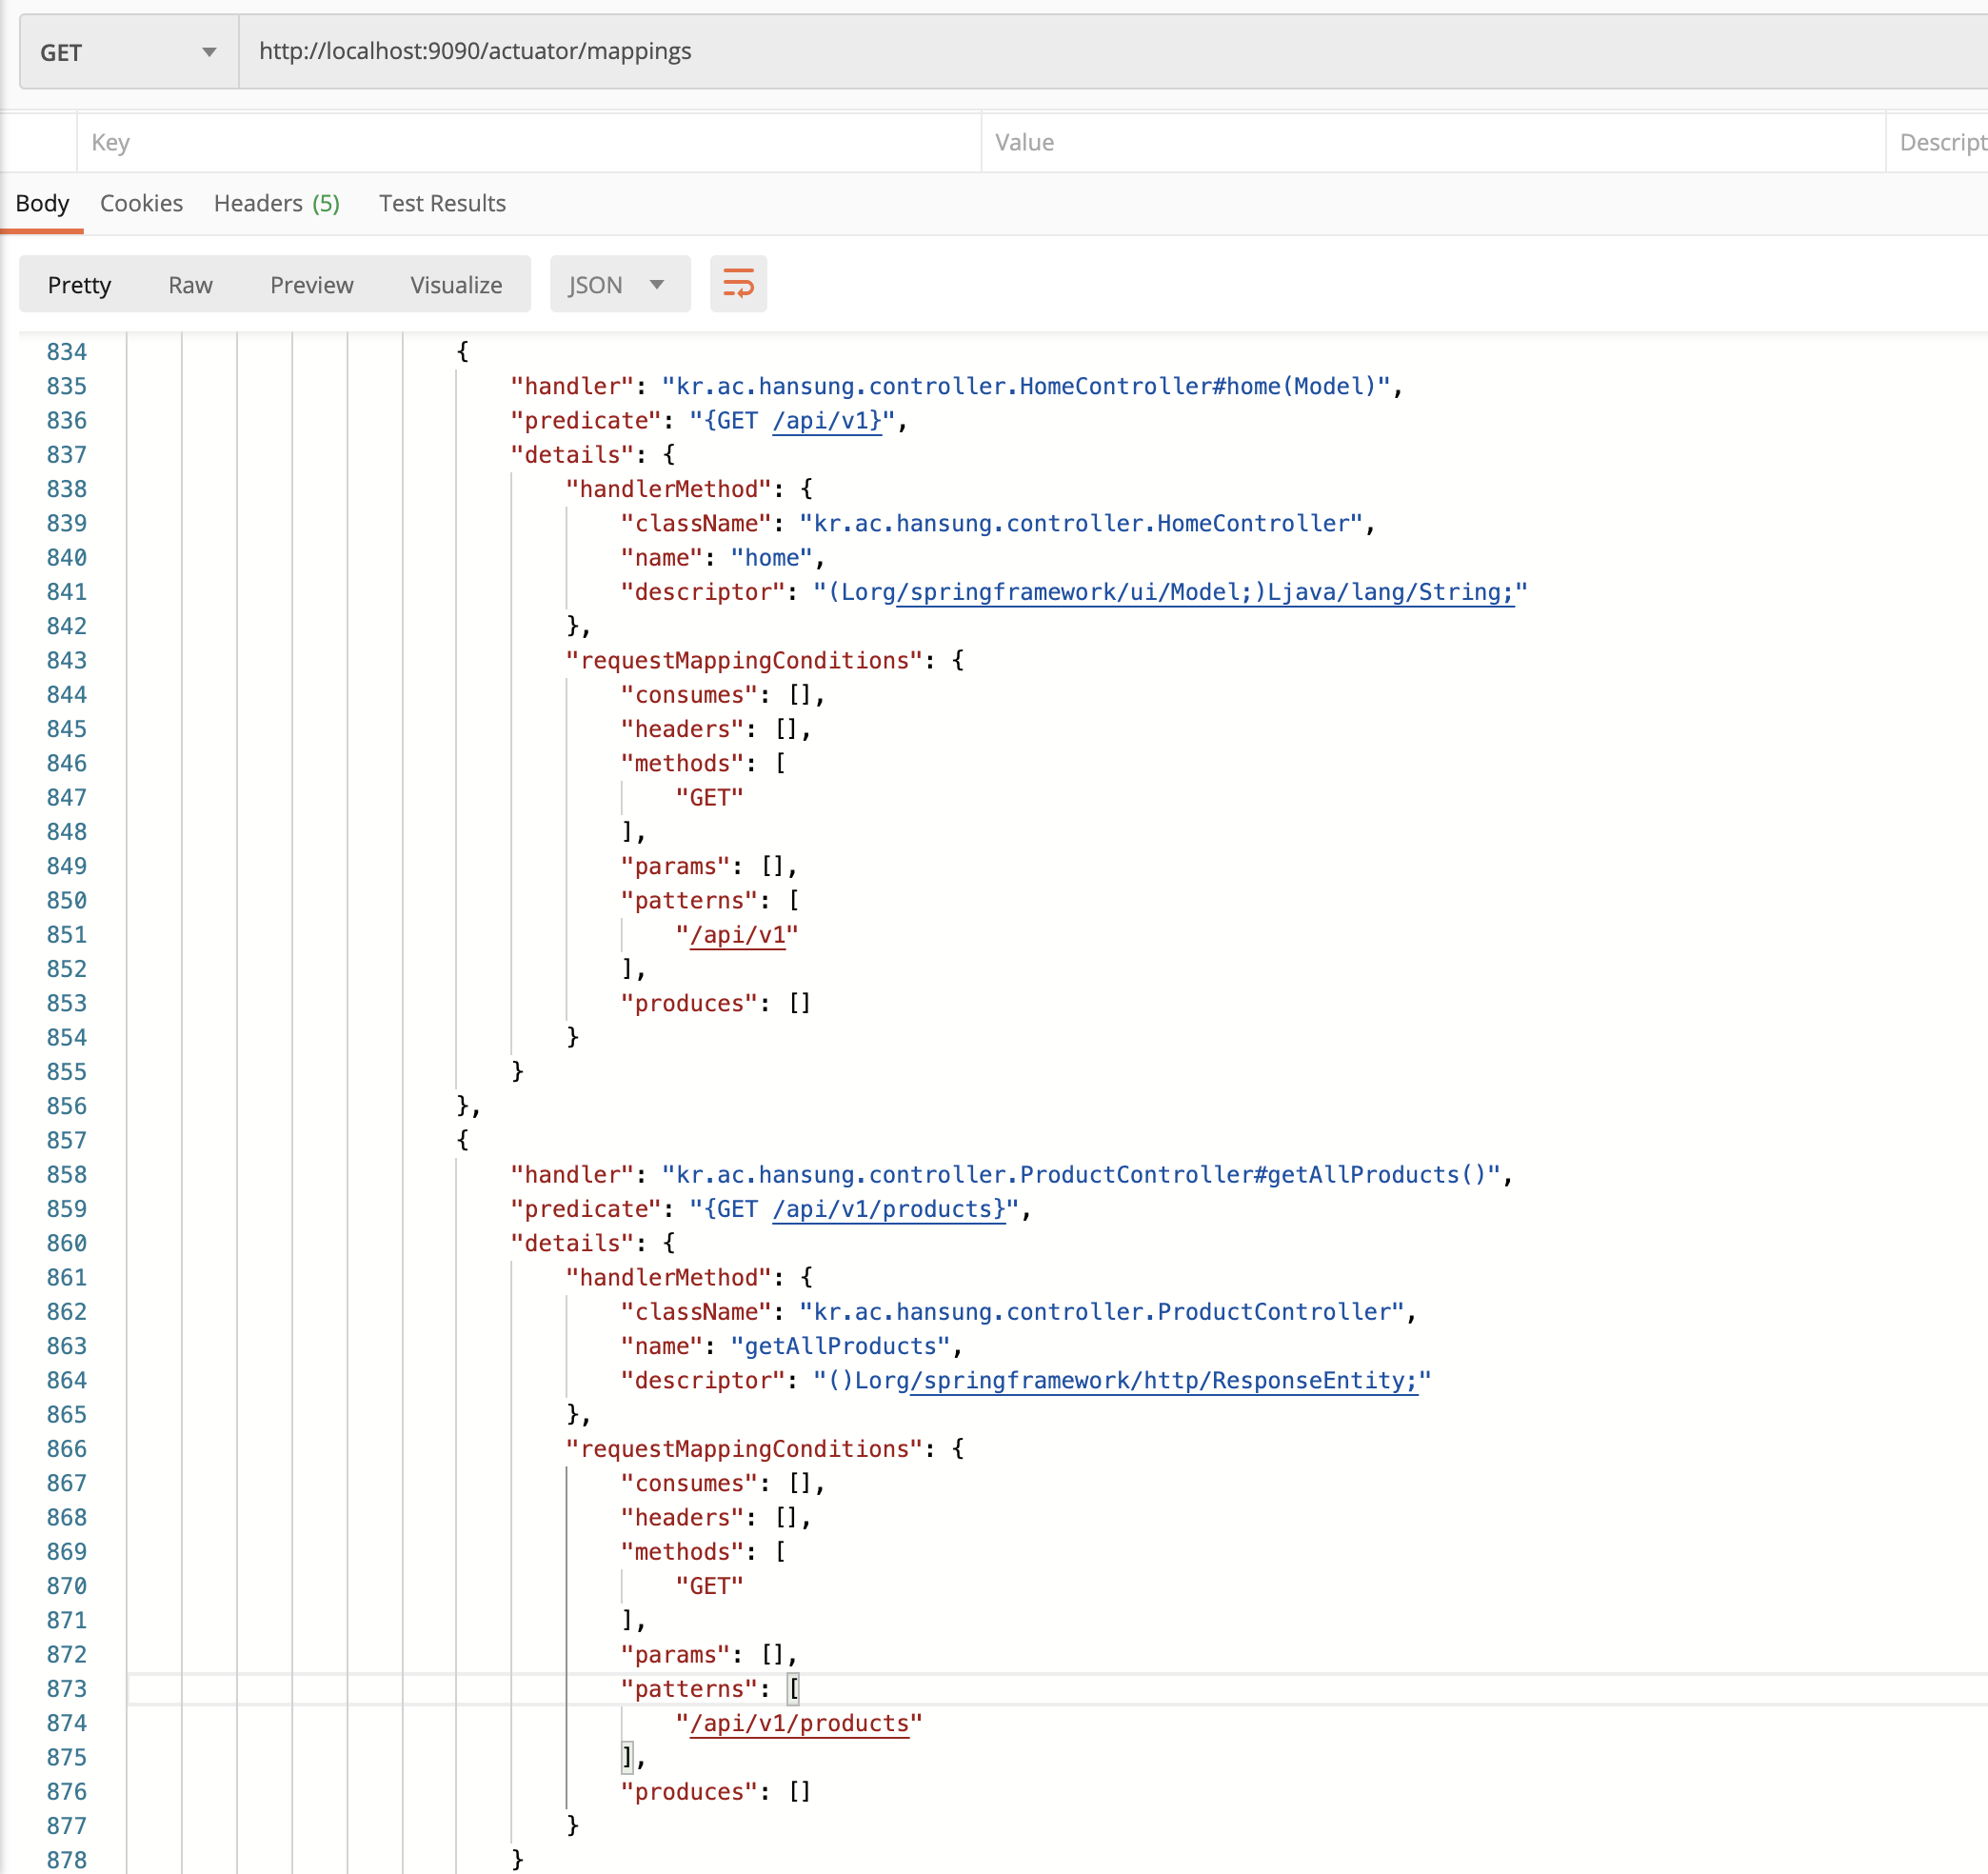 GET http://localhost:9090/actuator/mappings
Key Value Descript
Body Cookies Headers (5) Test Results
Pretty Raw Preview Visualize JSON
834 {
835 "handler": "kr.ac.hansung.controller.HomeController#home(Model)",
836 "predicate": "{GET /api/v1}",
837 "details": {
838 "handlerMethod": {
839 "className": "kr.ac.hansung.controller.HomeController",
840 "name": "home",
841 "descriptor": "(Lorg/springframework/ui/Model;)Ljava/lang/String;"
842 },
843 "requestMappingConditions": {
844 "consumes": [],
845 "headers": [],
846 "methods": [
847 "GET"
848 ],
849 "params": [],
850 "patterns": [
851 "/api/v1"
852 ],
853 "produces": []
854 }
855 }
856 },
857 {
858 "handler": "kr.ac.hansung.controller.ProductController#getAllProducts()",
859 "predicate": "{GET /api/v1/products}",
860 "details": {
861 "handlerMethod": {
862 "className": "kr.ac.hansung.controller.ProductController",
863 "name": "getAllProducts",
864 "descriptor": "()Lorg/springframework/http/ResponseEntity;"
865 },
866 "requestMappingConditions": {
867 "consumes": [],
868 "headers": [],
869 "methods": [
870 "GET"
871 ],
872 "params": [],
873 "patterns": [
874 "/api/v1/products"
875 ],
876 "produces": []
877 }
878 }